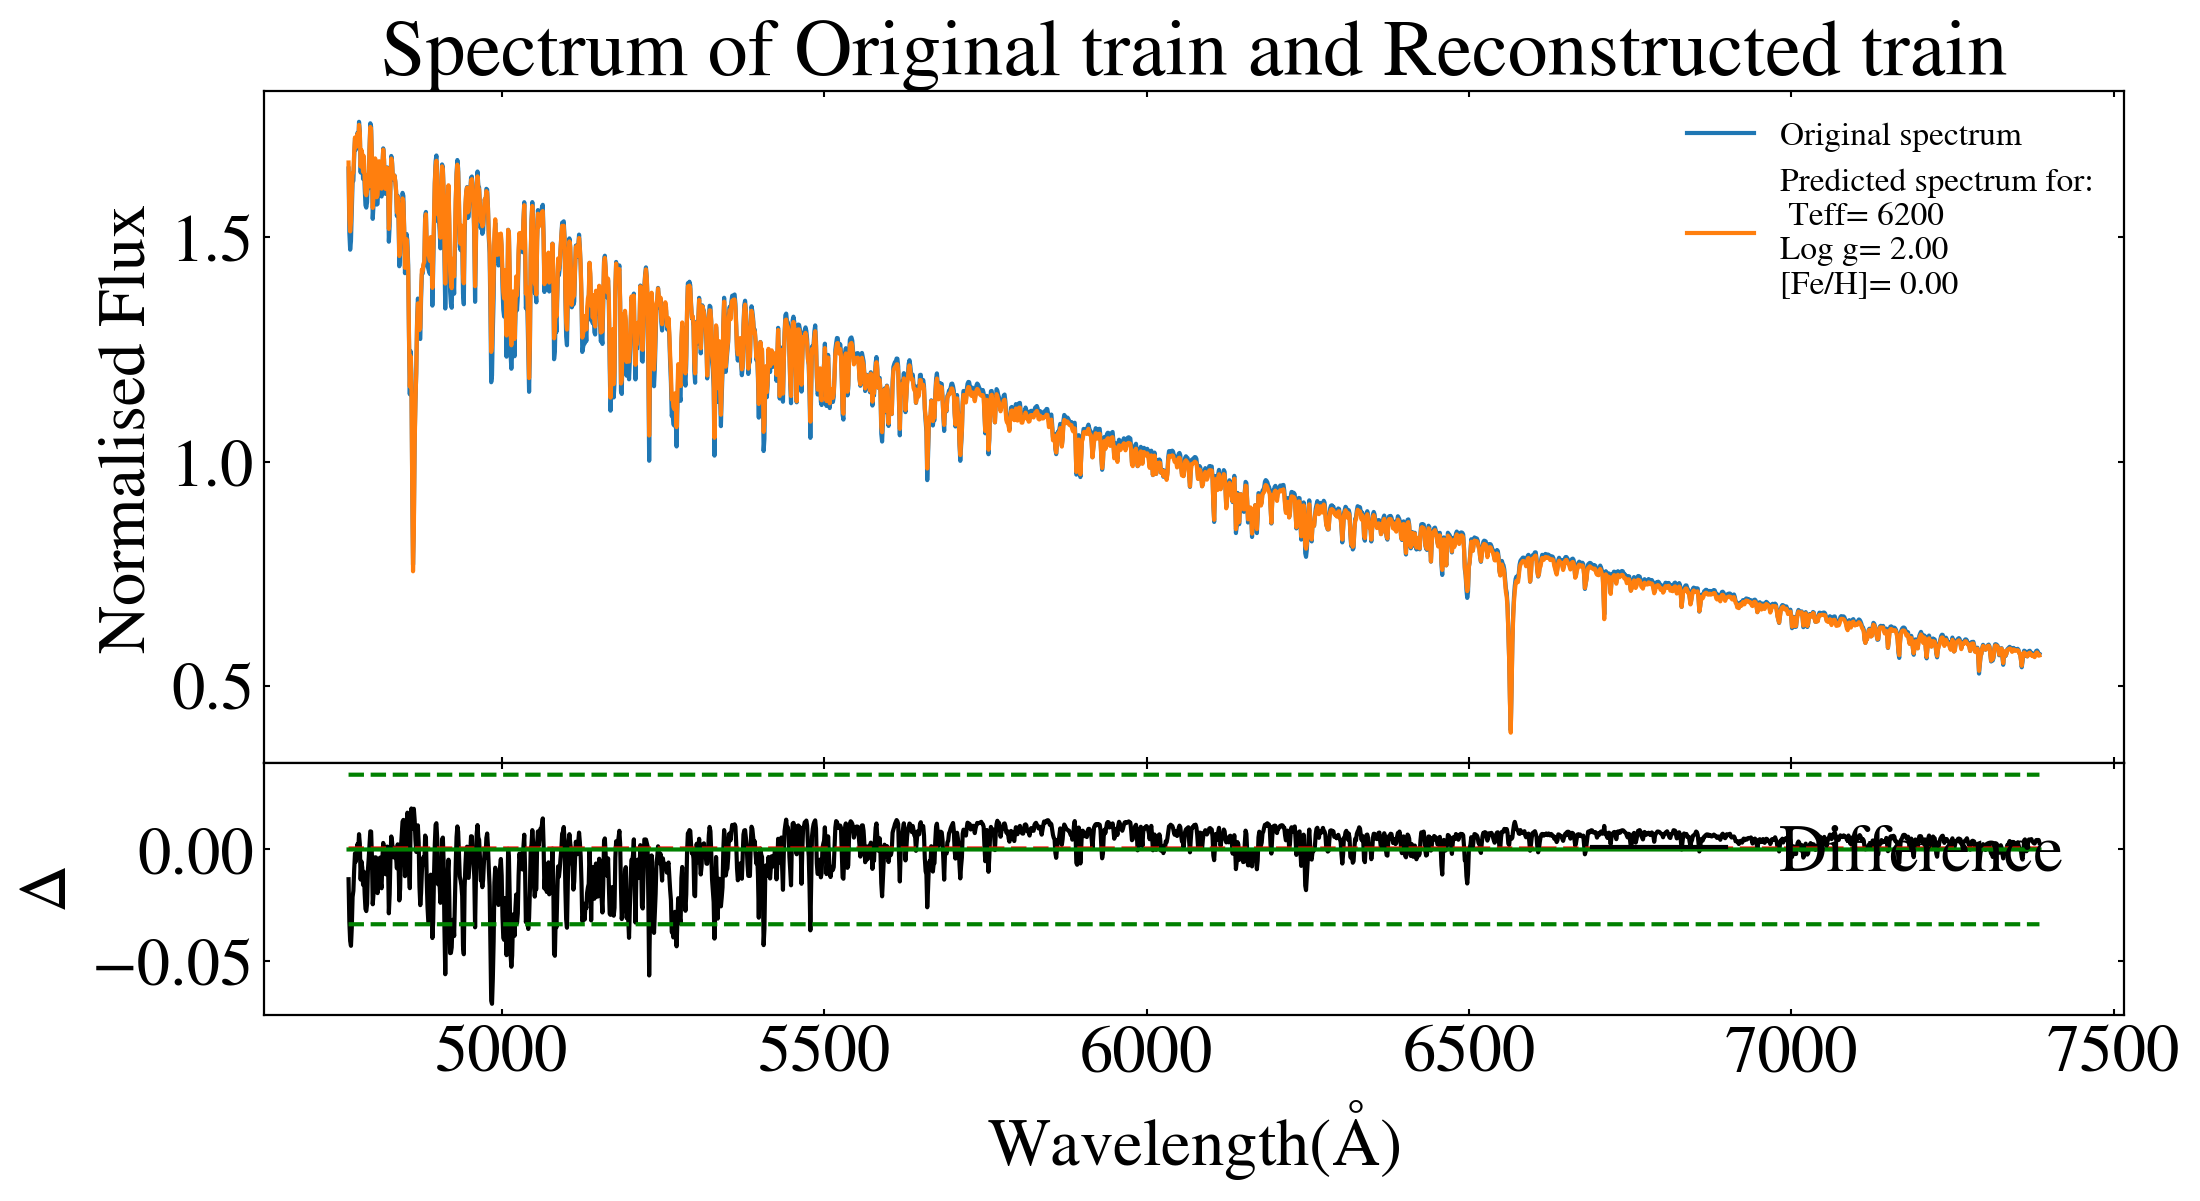 Spectrum of Original train and Reconstructed train
Original spectrum
Predicted spectrum for:
Teff= 6200
Log g= 2.00
[Fe/H]= 0.00
Normalised Flux
1.5
1.0
0.5
Difference
Δ
0.00
−0.05
5000
5500
6000
6500
7000
7500
Wavelength(Å)